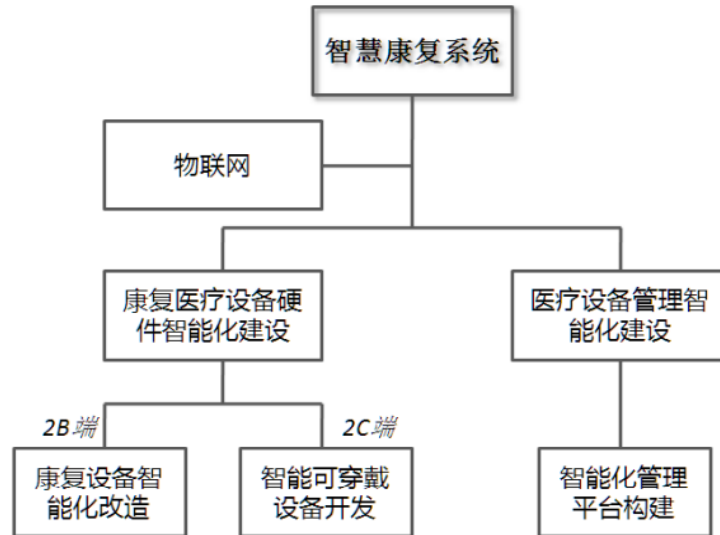 智慧康复系统
物联网
康复医疗设备硬
件智能化建设
医疗设备管理智
能化建设
2B端
2C端
康复设备智
能化改造
智能可穿戴
设备开发
智能化管理
平台构建